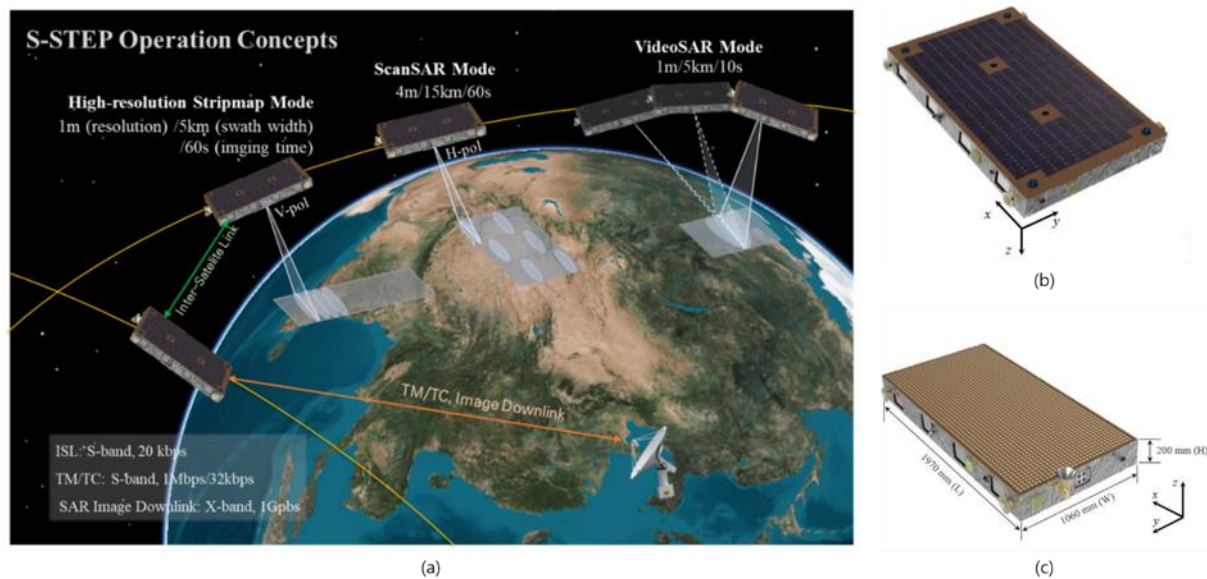 S-STEP Operation Concepts
VideoSAR Mode
1m/5km/10s
ScanSAR Mode
4m/15km/60s
High-resolution Stripmap Mode
1m (resolution) /5km (swath width)
/60s (imging time)
H-pol
V-pol
Inter-Satelite Link
TM/TC, Image Downlink
ISL: S-band, 20 kbps
TM/TC: S-band, 1Mbps/32kbps
SAR Image Downlink: X-band, 1Gpbs
(a)
x
y
z
(b)
200 mm (H)
1970 mm (L)
1060 mm (W)
z
x
y
(c)